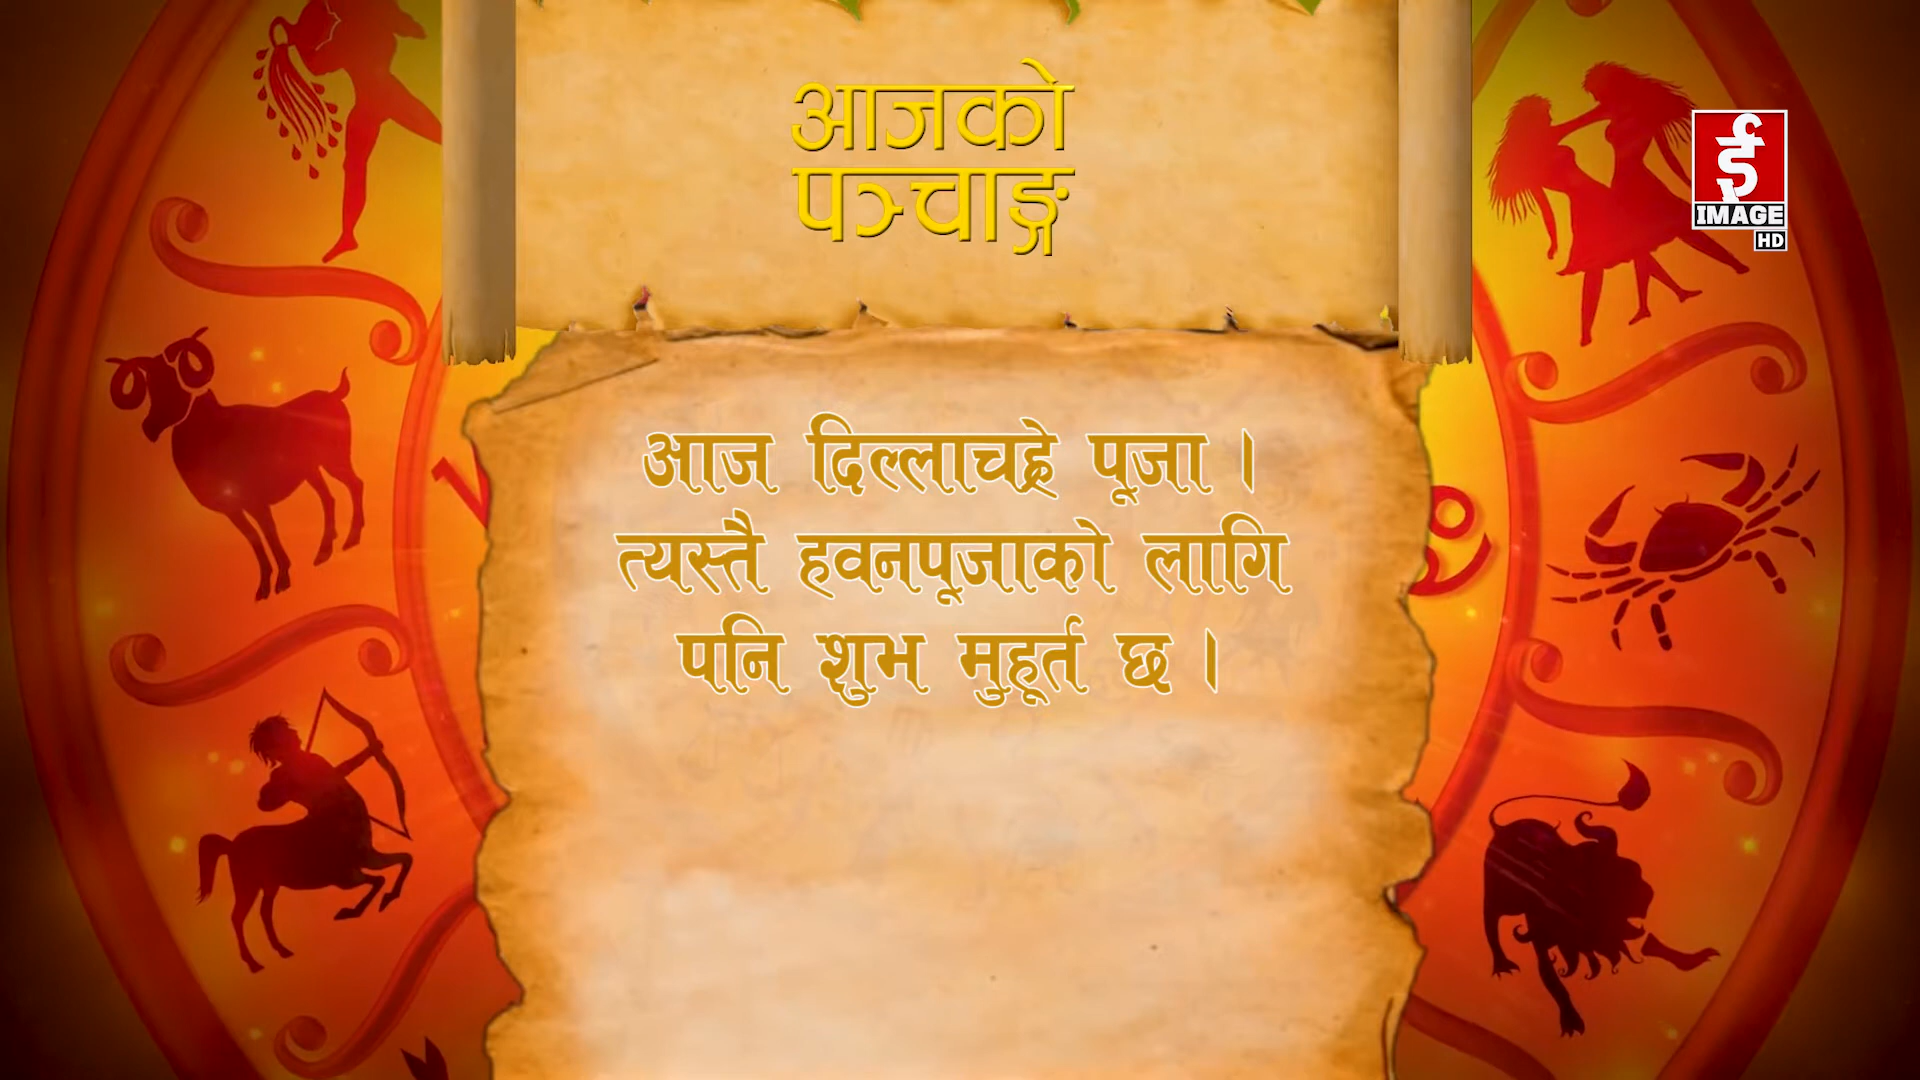 आजको
पञ्चाङ्ग
IMAGE
HD
आज दिल्लाचह्रे पूजा ।
त्यस्तै हवनपूजाको लागि
पनि शुभ मुहूर्त छ ।